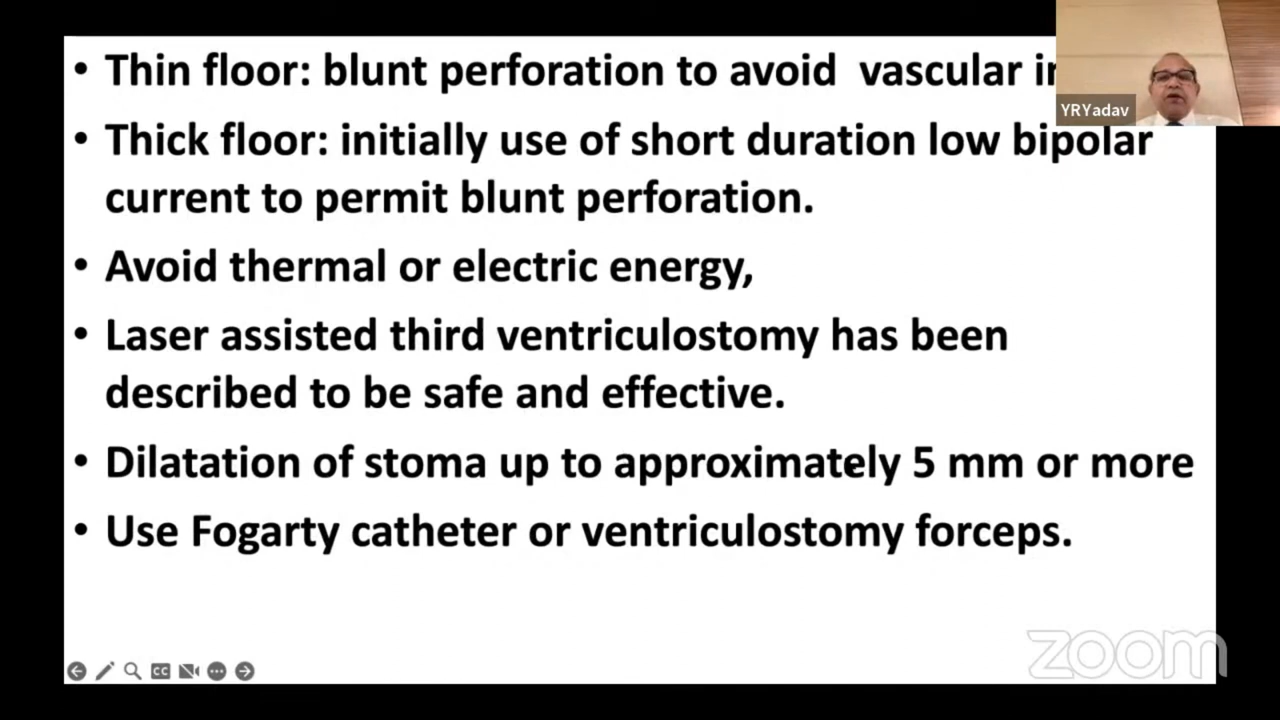 • Thin floor: blunt perforation to avoid vascular
YRYadav
• Thick floor: initially use of short duration low bipolar
current to permit blunt perforation.
• Avoid thermal or electric energy,
• Laser assisted third ventriculostomy has been
described to be safe and effective.
• Dilatation of stoma up to approximately 5 mm or more
• Use Fogarty catheter or ventriculostomy forceps.
zoom
CC